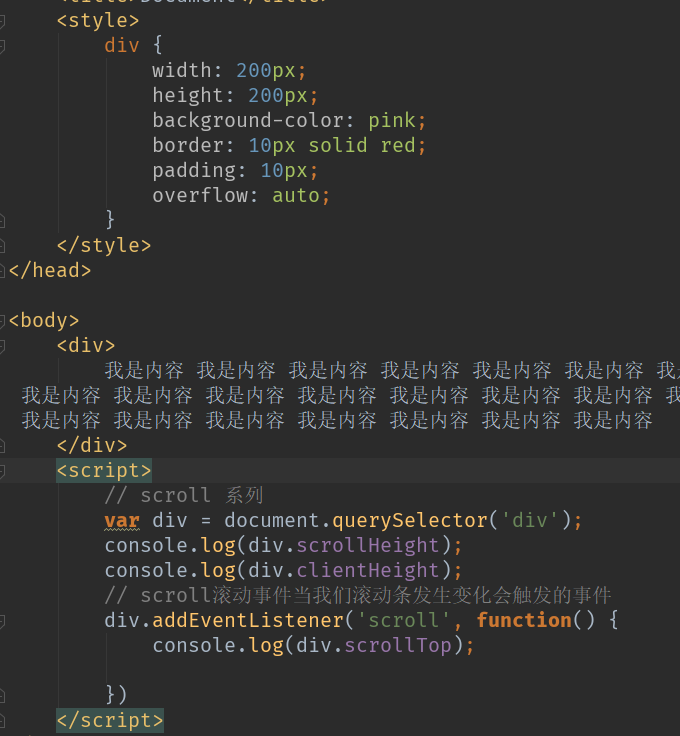 <title>Document</title>
<style>
div {
width: 200px;
height: 200px;
background-color: pink;
border: 10px solid red;
padding: 10px;
overflow: auto;
}
</style>
</head>
<body>
<div>
我是内容 我是内容 我是内容 我是内容 我是内容 我是内容 我
我是内容 我是内容 我是内容 我是内容 我是内容 我是内容 我是内容
我是内容 我是内容 我是内容 我是内容 我是内容 我是内容 我是内容
</div>
<script>
// scroll 系列
var div = document.querySelector('div');
console.log(div.scrollHeight);
console.log(div.clientHeight);
// scroll滚动事件当我们滚动条发生变化会触发的事件
div.addEventListener('scroll', function() {
console.log(div.scrollTop);
})
</script>